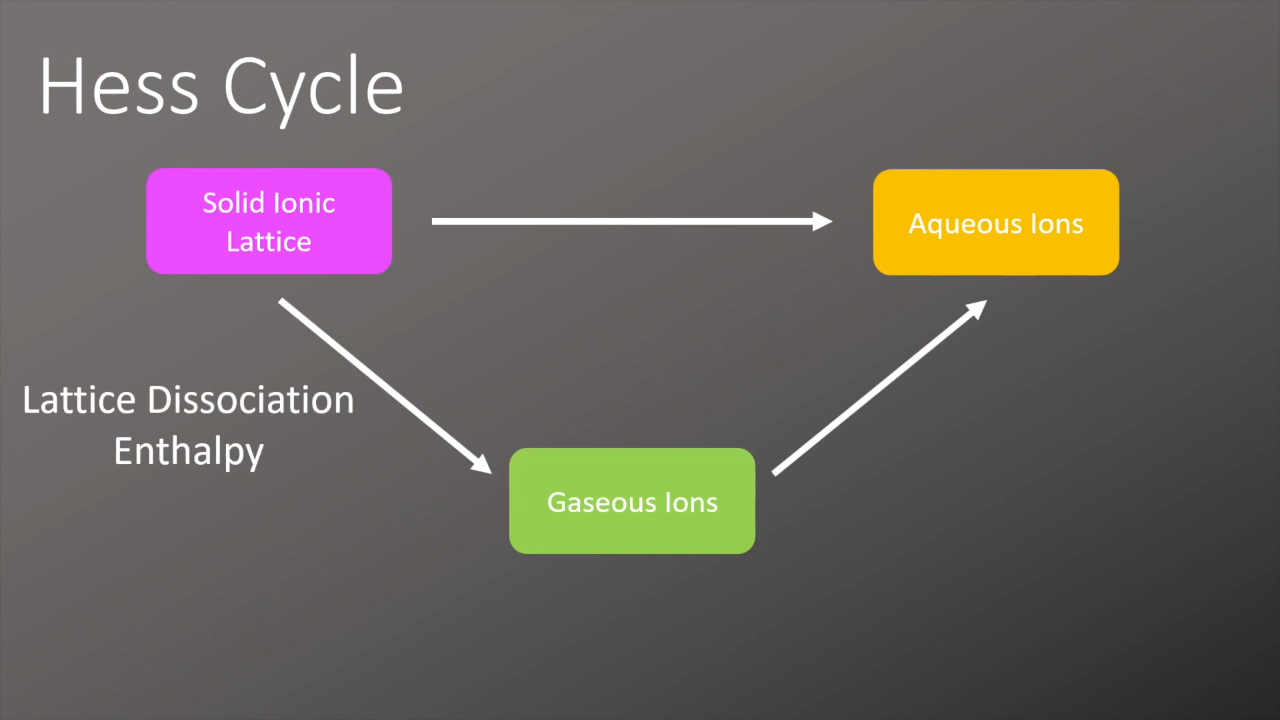 Hess Cycle
Solid Ionic
Lattice
Aqueous Ions
Lattice Dissociation
Enthalpy
Gaseous Ions